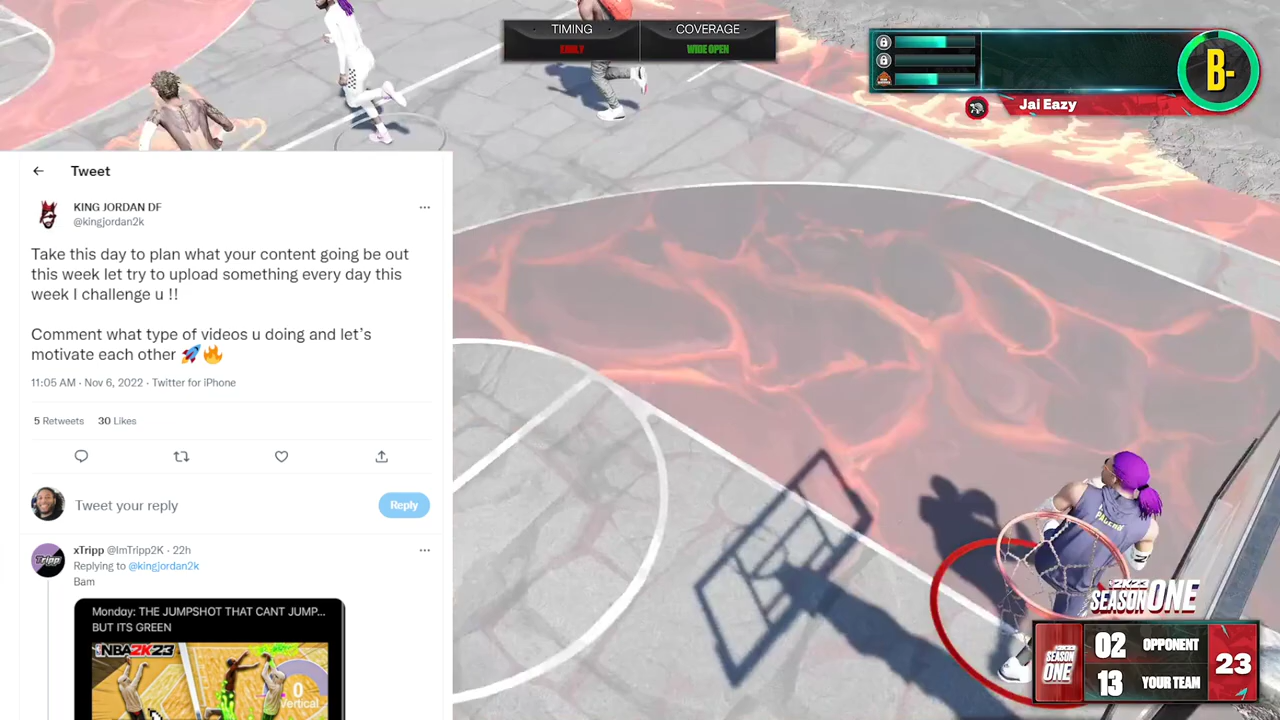 TIMING
COVERAGE
EARLY
WIDE OPEN
B-
Jai Eazy
Tweet
KING JORDAN DF
@kingjordan2k
Take this day to plan what your content going be out
this week let try to upload something every day this
week I challenge u !!
Comment what type of videos u doing and let's
motivate each other 🚀🔥
11:05 AM · Nov 6, 2022 · Twitter for iPhone
5 Retweets 30 Likes
Tweet your reply
Reply
xTripp @ImTripp2K · 22h
Replying to @kingjordan2k
Bam
Monday: THE JUMPSHOT THAT CANT JUMP...
BUT ITS GREEN
NBA2K23
0
Vertical
Tripp
2K23
SEASON ONE
SEASON
ONE
02 OPPONENT
13 YOUR TEAM
23